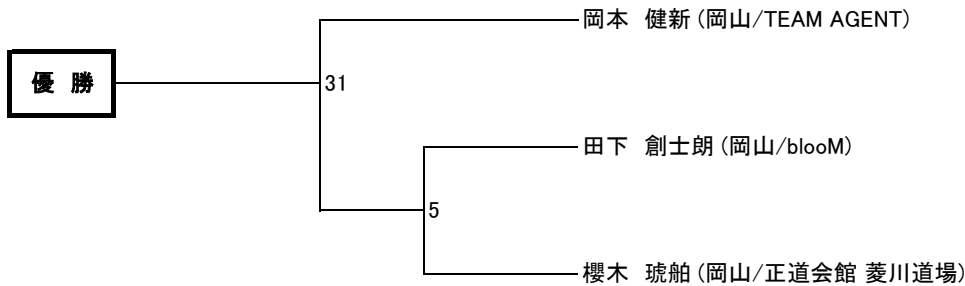 岡本 健新 (岡山/TEAM AGENT)
優 勝
31
田下 創士朗 (岡山/blooM)
5
櫻木 琥舶 (岡山/正道会館 菱川道場)